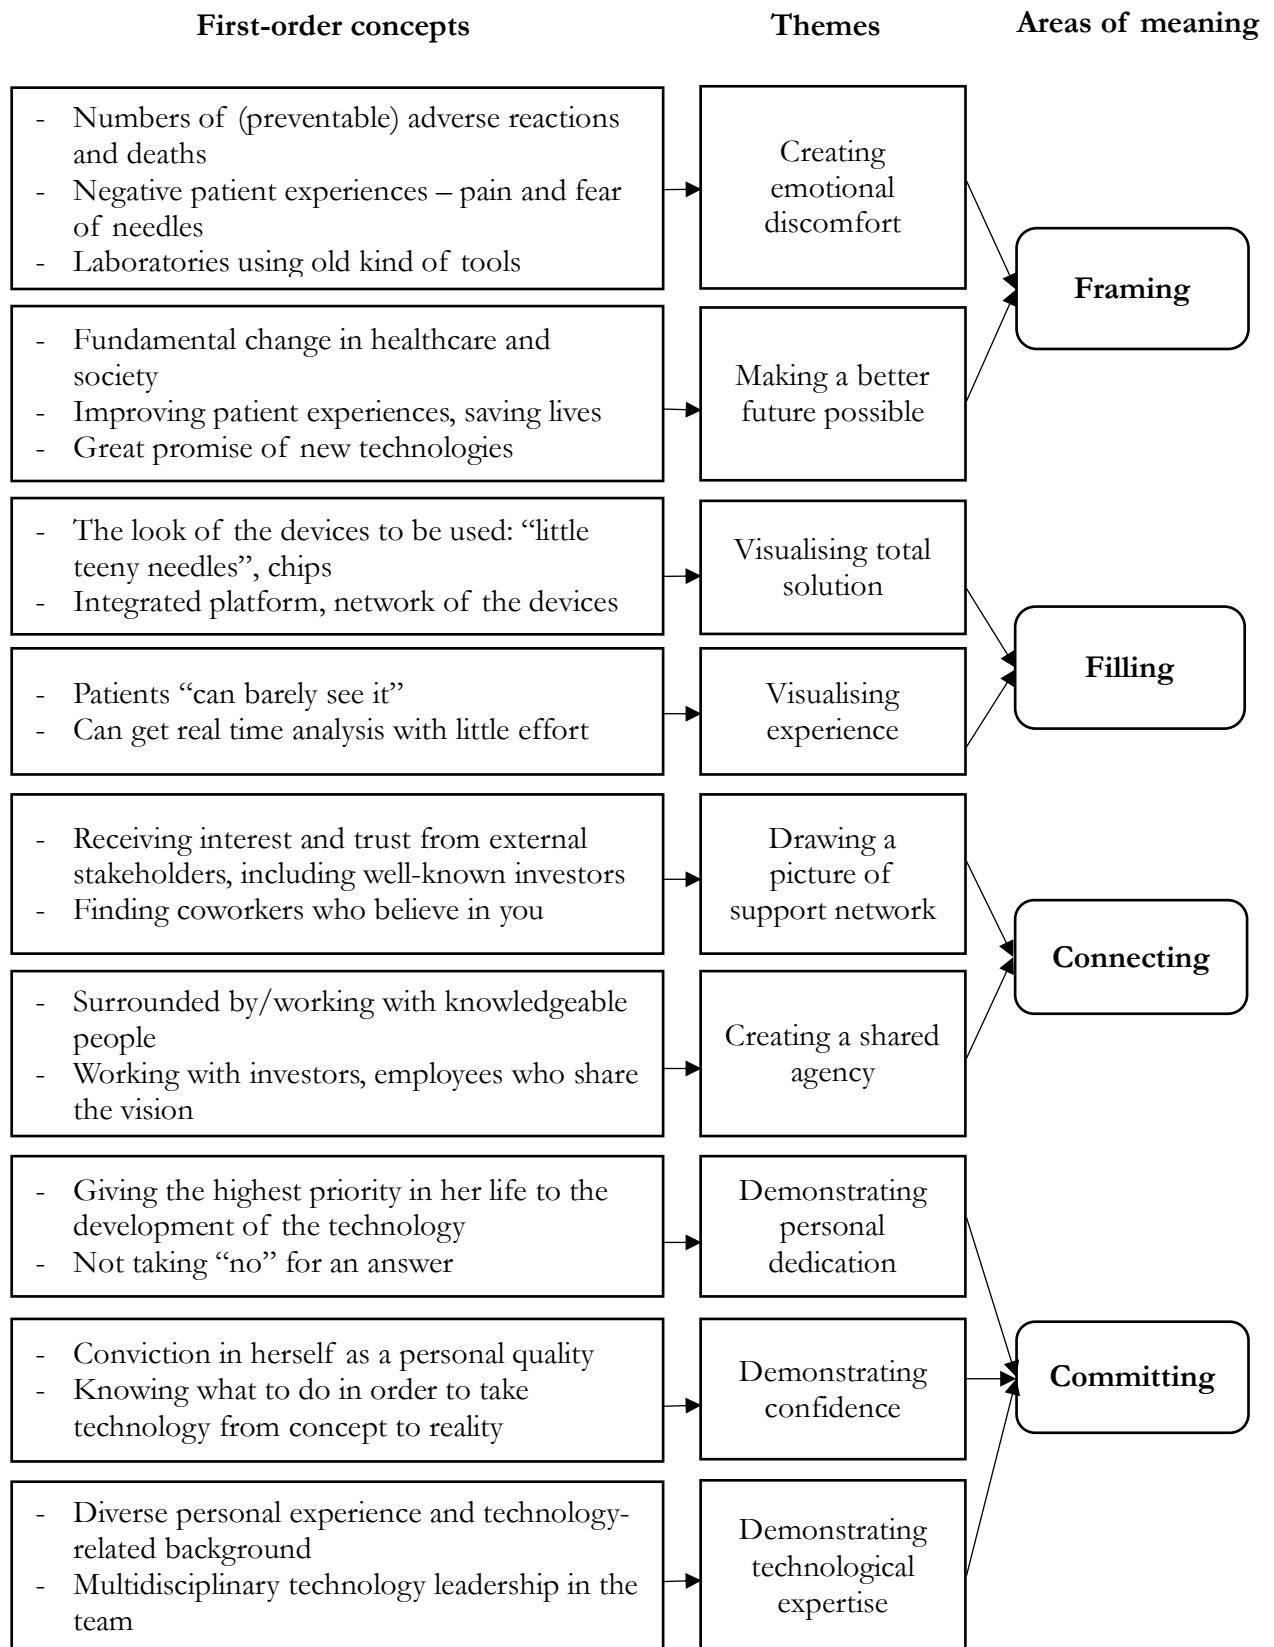 First-order concepts
Themes
Areas of meaning
- Numbers of (preventable) adverse reactions
and deaths
- Negative patient experiences – pain and fear
of needles
- Laboratories using old kind of tools
Creating
emotional
discomfort
- Fundamental change in healthcare and
society
- Improving patient experiences, saving lives
- Great promise of new technologies
Making a better
future possible
Framing
- The look of the devices to be used: “little
teeny needles”, chips
- Integrated platform, network of the devices
Visualising total
solution
- Patients “can barely see it”
- Can get real time analysis with little effort
Visualising
experience
Filling
- Receiving interest and trust from external
stakeholders, including well-known investors
- Finding coworkers who believe in you
Drawing a
picture of
support network
- Surrounded by/working with knowledgeable
people
- Working with investors, employees who share
the vision
Creating a shared
agency
Connecting
- Giving the highest priority in her life to the
development of the technology
- Not taking “no” for an answer
Demonstrating
personal
dedication
- Conviction in herself as a personal quality
- Knowing what to do in order to take
technology from concept to reality
Demonstrating
confidence
- Diverse personal experience and technology-
related background
- Multidisciplinary technology leadership in the
team
Demonstrating
technological
expertise
Committing